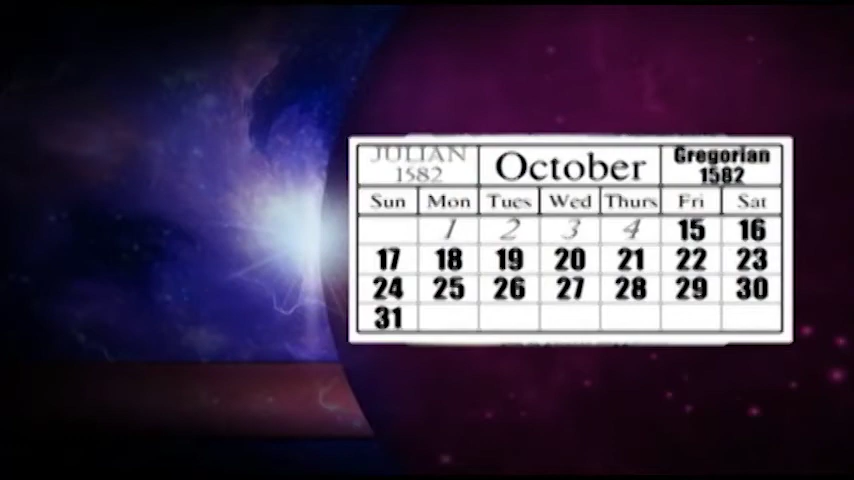 JULIAN 1582 October Gregorian 1582
Sun Mon Tues Wed Thurs Fri Sat
1 2 3 4 15 16
17 18 19 20 21 22 23
24 25 26 27 28 29 30
31